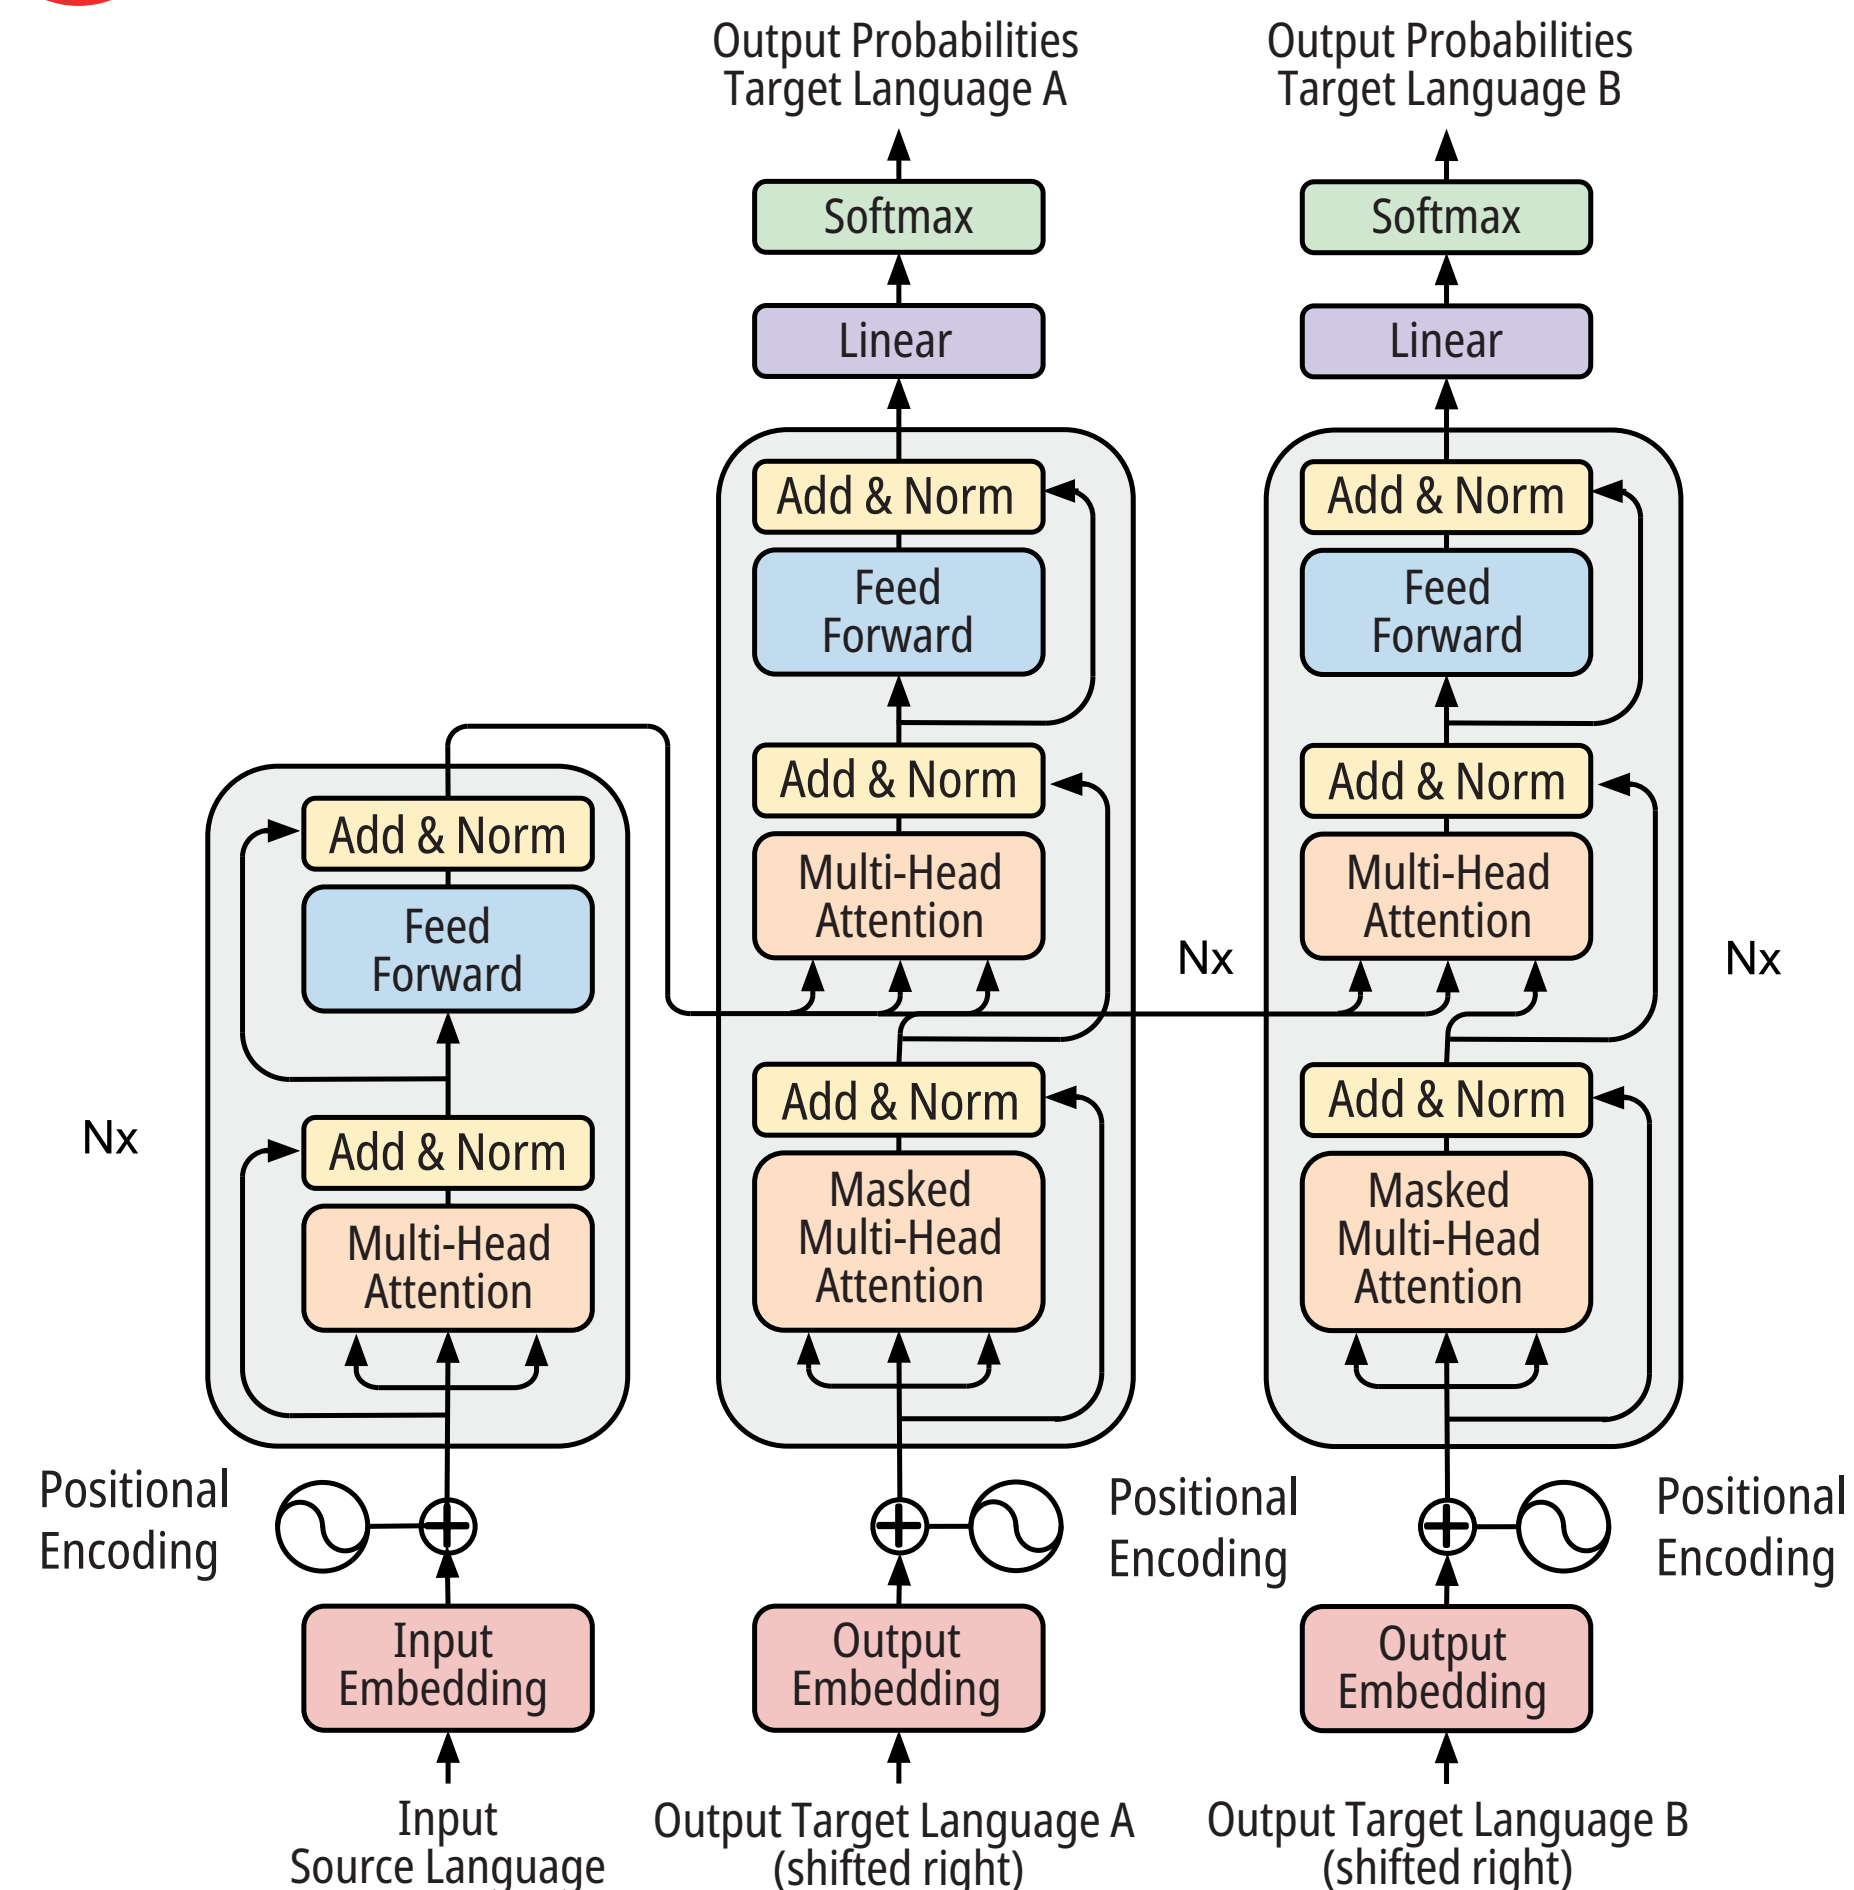 Output Probabilities
Target Language A
Output Probabilities
Target Language B
Softmax
Softmax
Linear
Linear
Add & Norm
Add & Norm
Feed
Forward
Feed
Forward
Add & Norm
Add & Norm
Add & Norm
Multi-Head
Attention
Multi-Head
Attention
Feed
Forward
Nx
Nx
Add & Norm
Add & Norm
Nx
Add & Norm
Masked
Multi-Head
Attention
Masked
Multi-Head
Attention
Multi-Head
Attention
Positional
Encoding
Positional
Encoding
Positional
Encoding
Input
Embedding
Output
Embedding
Output
Embedding
Input
Source Language
Output Target Language A
(shifted right)
Output Target Language B
(shifted right)